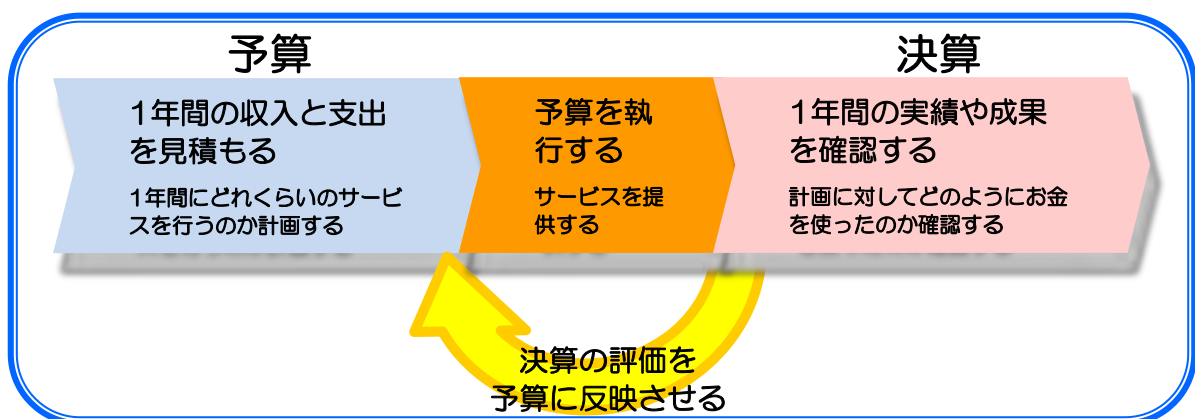 予算
1年間の収入と支出
を見積もる
1年間にどれくらいのサービ
スを行うのか計画する
予算を執
行する
サービスを提
供する
決算
1年間の実績や成果
を確認する
計画に対してどのようにお金
を使ったのか確認する
決算の評価を
予算に反映させる